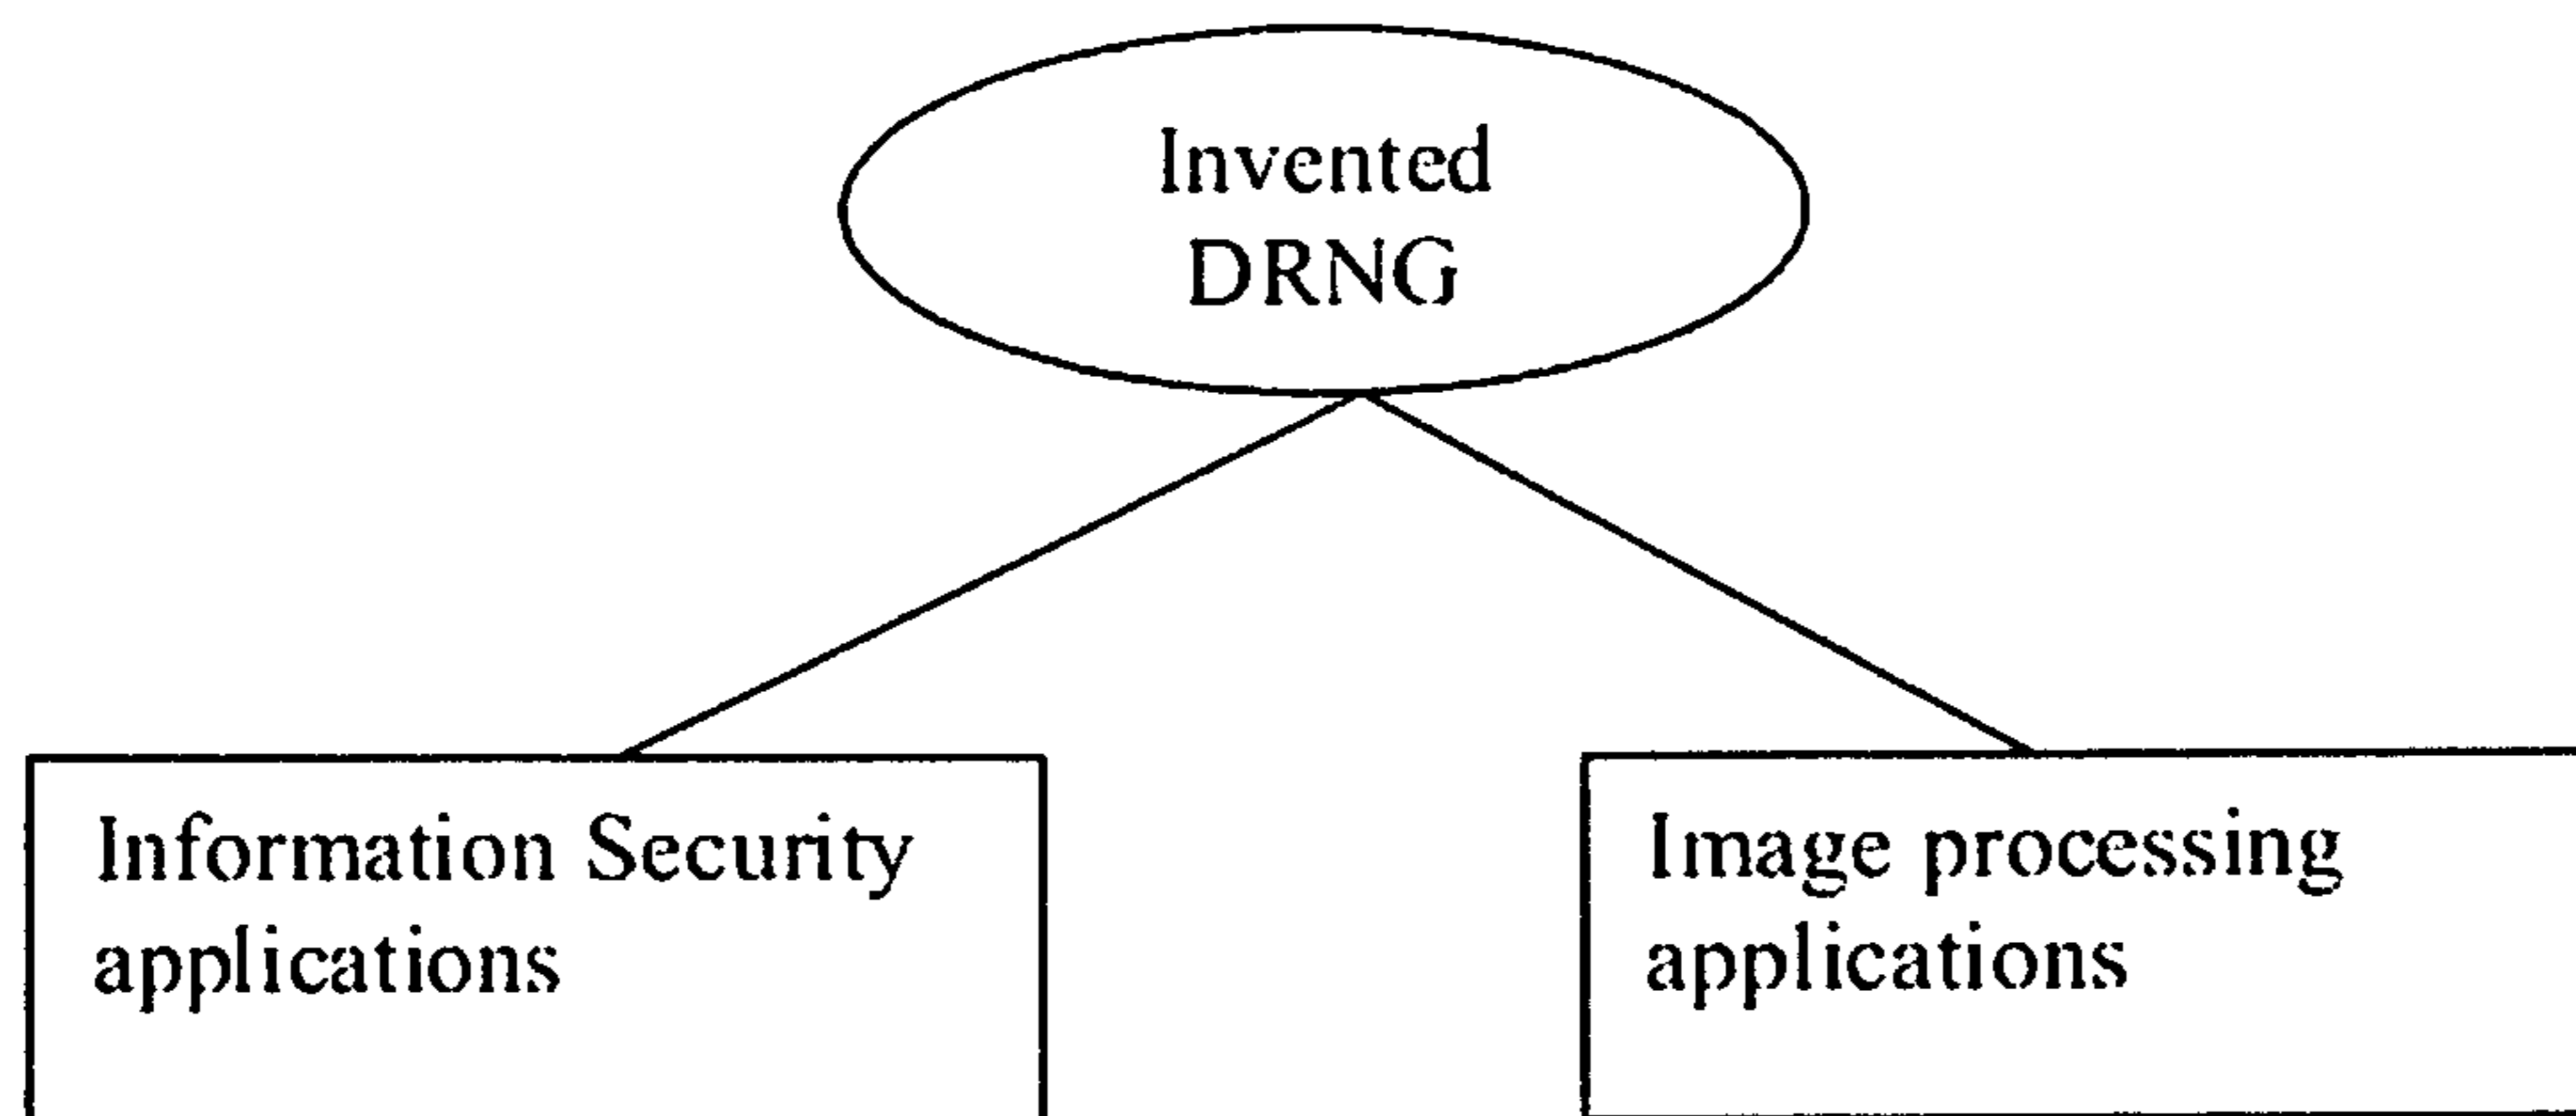 Invented
DRNG
Information Security
applications
Image processing
applications